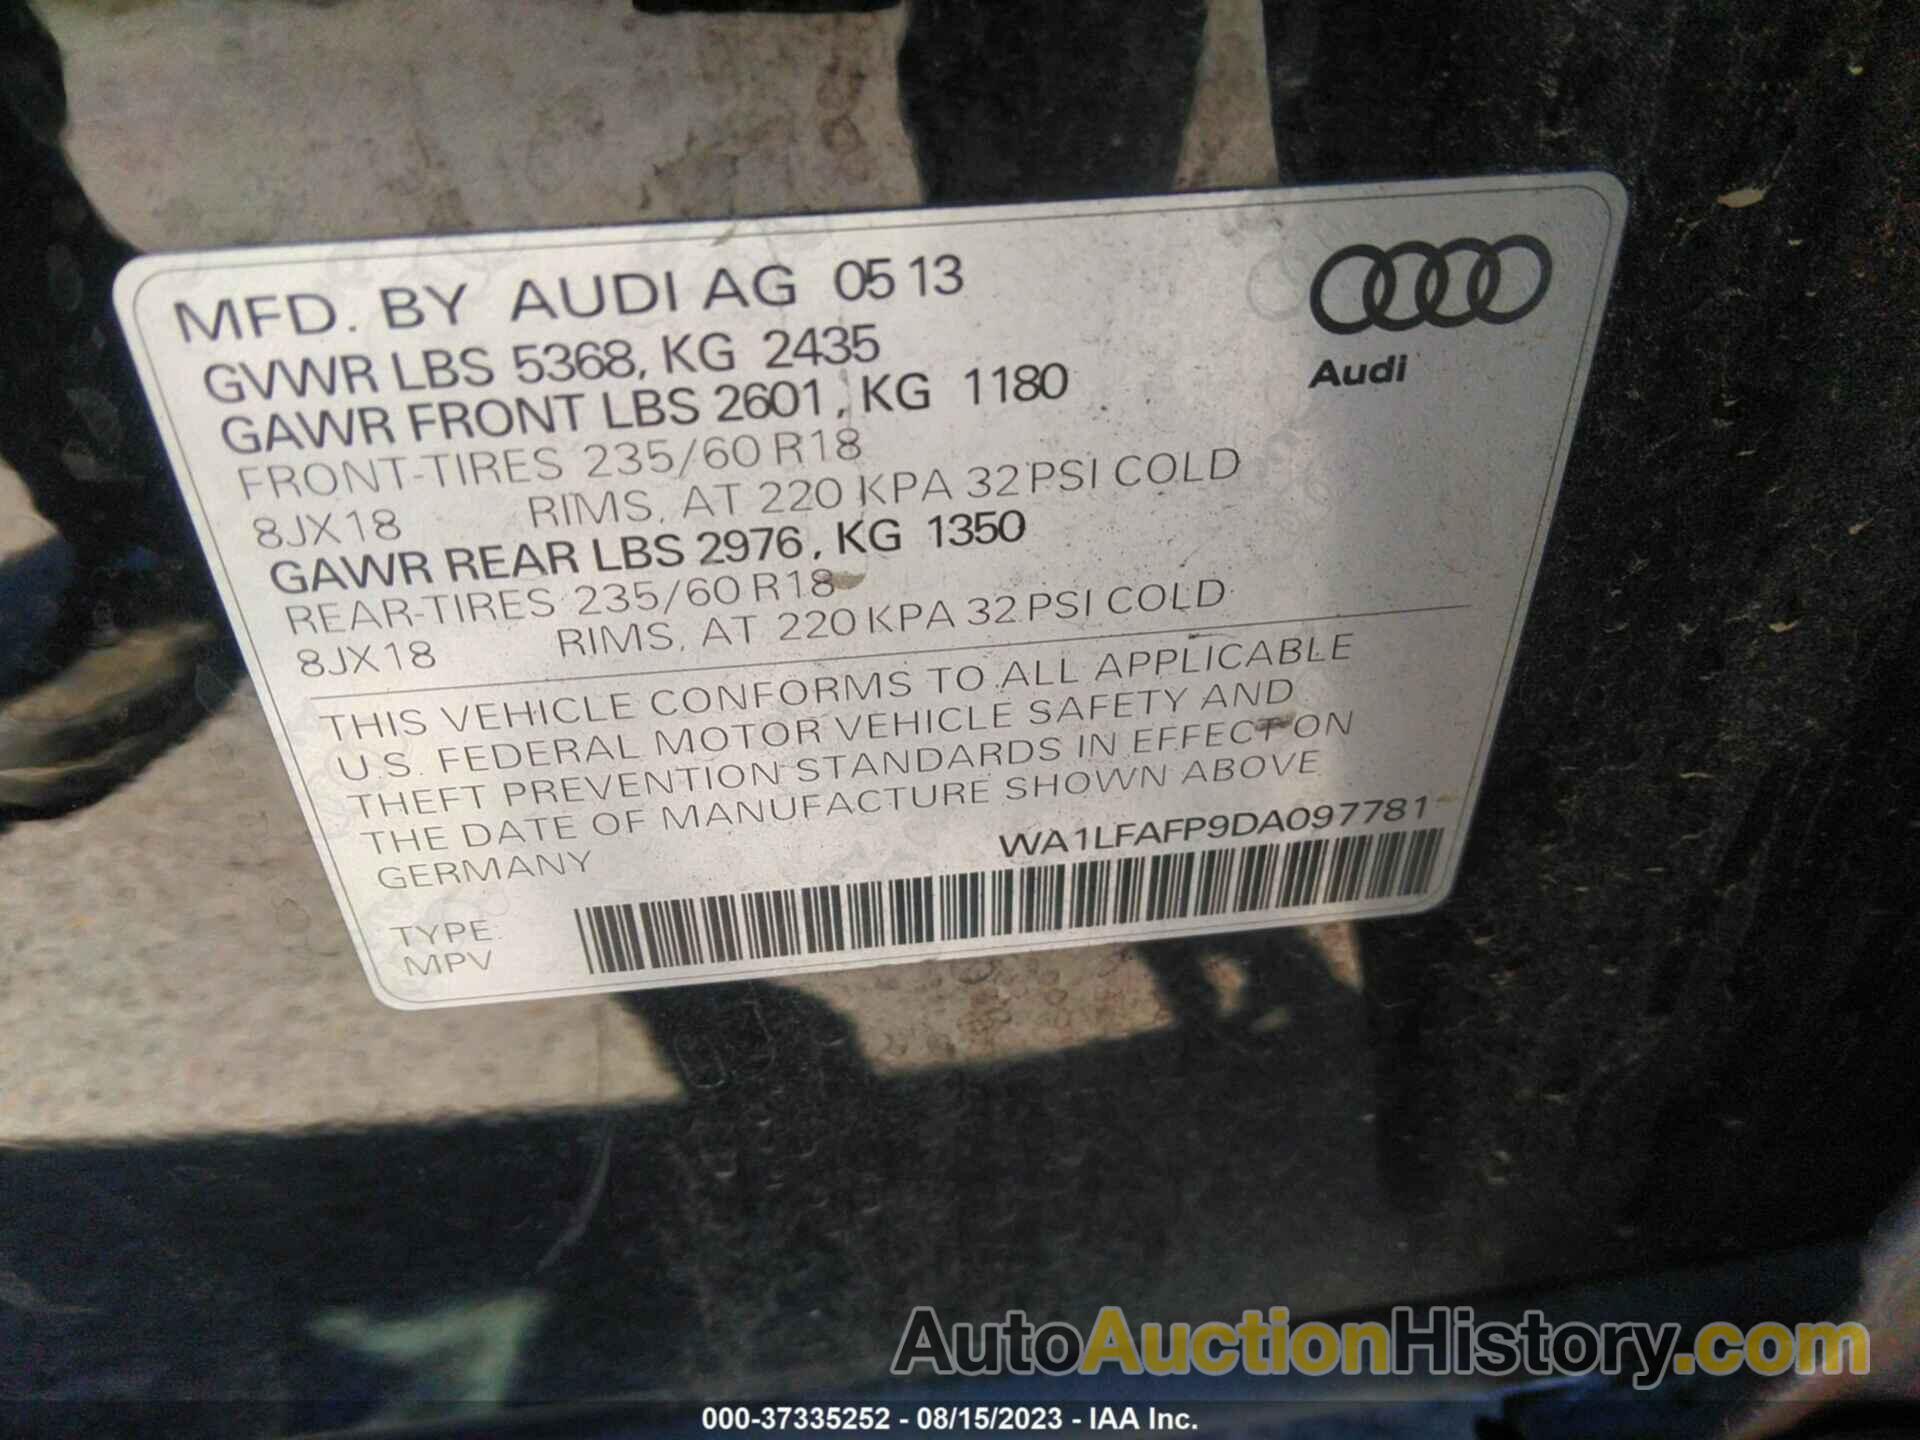 MFD. BY AUDI AG 05 13
GVWR LBS 5368, KG 2435
GAWR FRONT LBS 2601, KG 1180
FRONT-TIRES 235/60 R18
8JX18 RIMS, AT 220 KPA 32 PSI COLD
GAWR REAR LBS 2976, KG 1350
REAR-TIRES 235/60 R18
8JX18 RIMS, AT 220 KPA 32 PSI COLD
Audi
THIS VEHICLE CONFORMS TO ALL APPLICABLE
U.S. FEDERAL MOTOR VEHICLE SAFETY AND
THEFT PREVENTION STANDARDS IN EFFECT ON
THE DATE OF MANUFACTURE SHOWN ABOVE
GERMANY WA1LFAFP9DA097781
TYPE:
MPV
AutoAuctionHistory.com
000-37335252 - 08/15/2023 - IAA Inc.